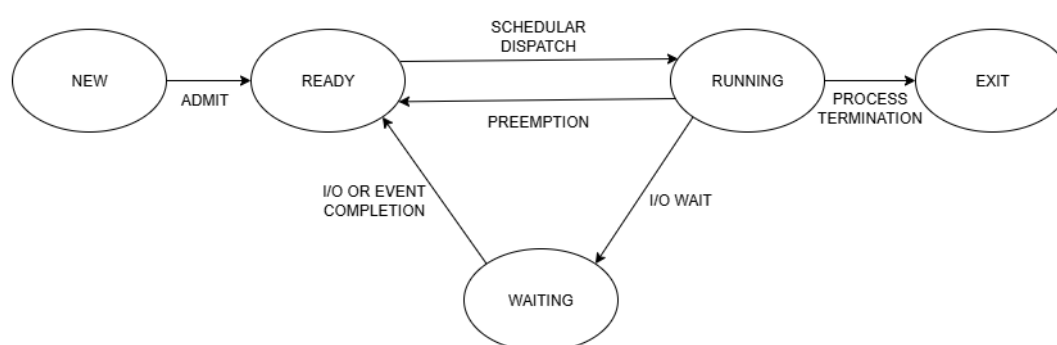 SCHEDULAR
DISPATCH
NEW
READY
RUNNING
EXIT
ADMIT
PROCESS
TERMINATION
PREEMPTION
I/O OR EVENT
COMPLETION
I/O WAIT
WAITING